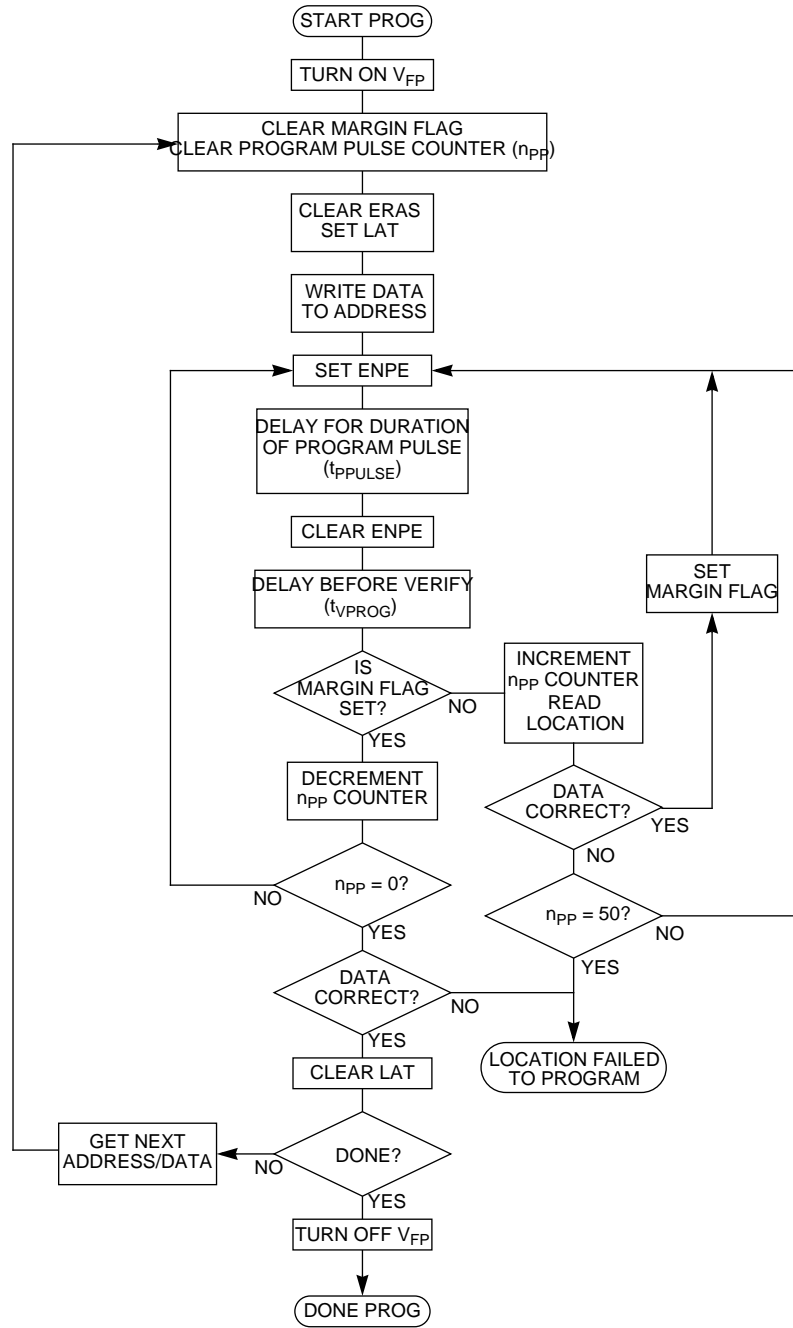 START PROG
TURN ON VFP
CLEAR MARGIN FLAG
CLEAR PROGRAM PULSE COUNTER (nPP)
CLEAR ERAS
SET LAT
WRITE DATA
TO ADDRESS
SET ENPE
DELAY FOR DURATION
OF PROGRAM PULSE
(tPPULSE)
CLEAR ENPE
DELAY BEFORE VERIFY
(tVPROG)
SET
MARGIN FLAG
IS
MARGIN FLAG
SET?
NO
YES
INCREMENT
nPP COUNTER
READ
LOCATION
DECREMENT
nPP COUNTER
DATA
CORRECT?
YES
NO
nPP = 0?
NO
YES
nPP = 50?
NO
YES
DATA
CORRECT?
NO
YES
LOCATION FAILED
TO PROGRAM
CLEAR LAT
GET NEXT
ADDRESS/DATA
NO
DONE?
YES
TURN OFF VFP
DONE PROG